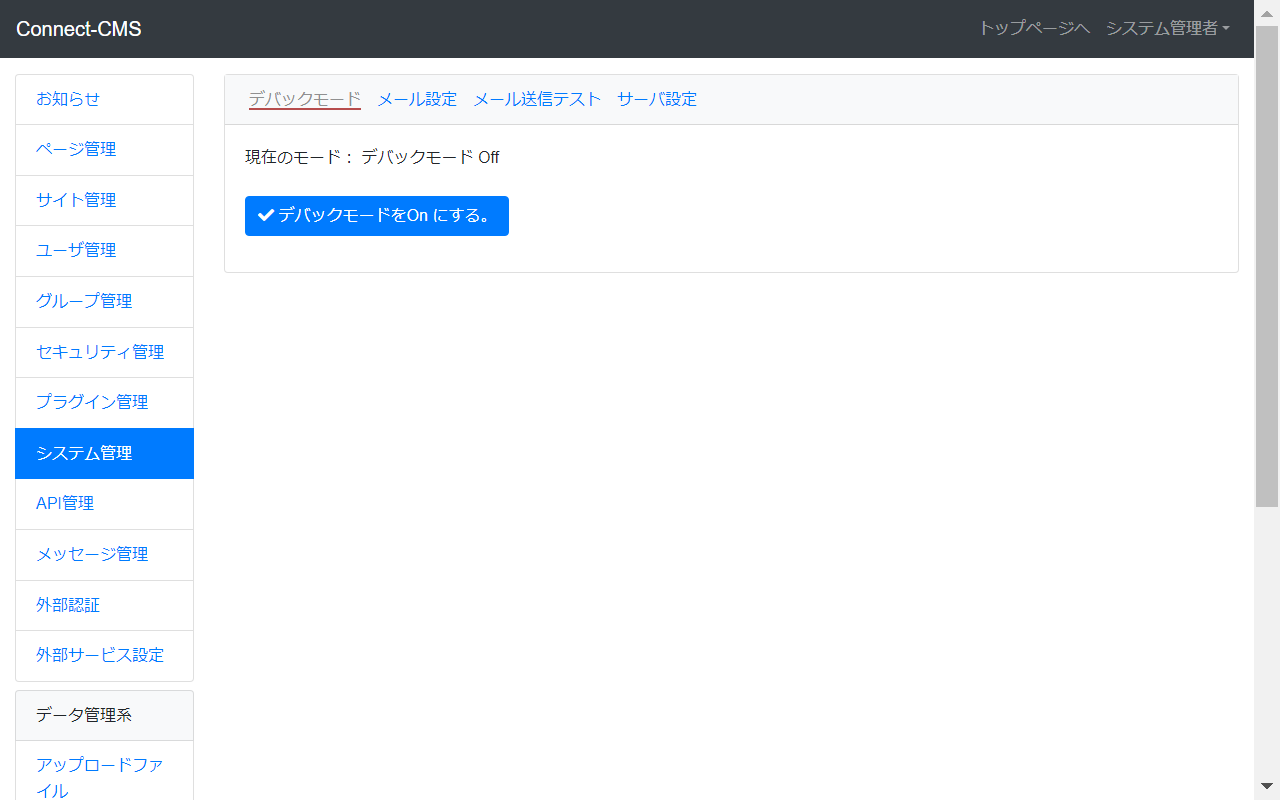 Connect-CMS
トップページへ システム管理者
お知らせ
ページ管理
サイト管理
ユーザ管理
グループ管理
セキュリティ管理
プラグイン管理
システム管理
API管理
メッセージ管理
外部認証
外部サービス設定
データ管理系
アップロードファ
イル
デバックモード メール設定 メール送信テスト サーバ設定
現在のモード： デバックモード Off
デバックモードをOn にする。